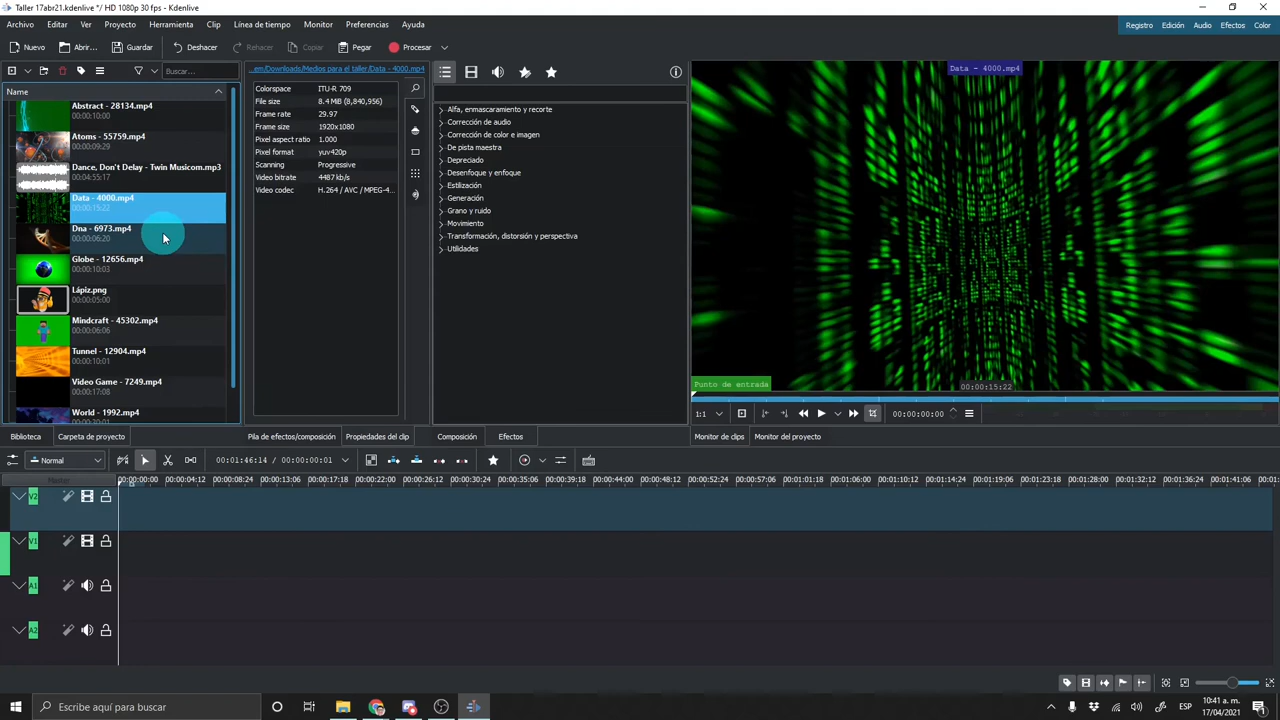 Taller 17abr21.kdenlive */ HD 1080p 30 fps - Kdenlive
Archivo Editar Ver Proyecto Herramienta Clip Línea de tiempo Monitor Preferencias Ayuda
Registro Edición Audio Efectos Color
Nuevo Abrir... Guardar Deshacer Rehacer Copiar Pegar Procesar
Buscar...
Name
Abstract - 28134.mp4
00:00:10:00
Atoms - 55759.mp4
00:00:09:29
Dance, Don't Delay - Twin Musicom.mp3
00:04:55:17
Data - 4000.mp4
00:00:15:22
Dna - 6973.mp4
00:00:06:20
Globe - 12656.mp4
00:00:10:03
Lápiz.png
00:00:05:00
Mindcraft - 45302.mp4
00:00:06:06
Tunnel - 12904.mp4
00:00:10:01
Video Game - 7249.mp4
00:00:17:08
World - 1992.mp4
Biblioteca Carpeta de proyecto
...em/Downloads/Medios para el taller/Data - 4000.mp4
Colorspace ITU-R 709
File size 8.4 MiB (8,840,956)
Frame rate 29.97
Frame size 1920x1080
Pixel aspect ratio 1.000
Pixel format yuv420p
Scanning Progressive
Video bitrate 4487 kb/s
Video codec H.264 / AVC / MPEG-4...
Pila de efectos/composición Propiedades del clip
Alfa, enmascaramiento y recorte
Corrección de audio
Corrección de color e imagen
De pista maestra
Depreciado
Desenfoque y enfoque
Estilización
Generación
Grano y ruido
Movimiento
Transformación, distorsión y perspectiva
Utilidades
Composición Efectos
Data - 4000.mp4
Punto de entrada
00:00:15:22
1:1 00:00:00:00
Monitor de clips Monitor del proyecto
Normal 00:01:46:14 / 00:00:00:01
Master
00:00:00:00 00:00:04:12 00:00:08:24 00:00:13:06 00:00:17:18 00:00:22:00 00:00:26:12 00:00:30:24 00:00:35:06 00:00:39:18 00:00:44:00 00:00:48:12 00:00:52:24 00:00:57:06 00:01:01:18 00:01:06:00 00:01:10:12 00:01:14:24 00:01:19:06 00:01:23:18 00:01:28:00 00:01:32:12 00:01:36:24 00:01:41:06
V2
V1
A1
A2
Escribe aquí para buscar
ESP
10:41 a. m.
17/04/2021